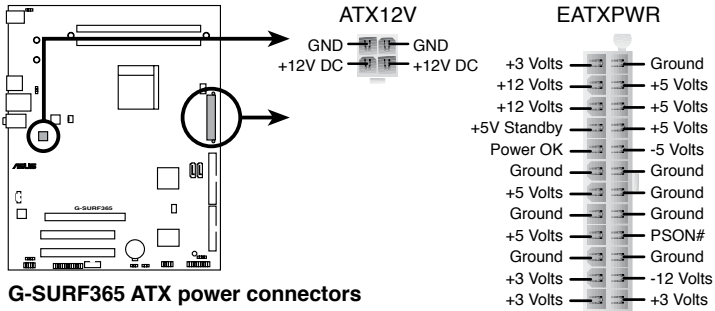 ATX12V
GND GND
+12V DC +12V DC
EATXPWR
+3 Volts Ground
+12 Volts +5 Volts
+12 Volts +5 Volts
+5V Standby +5 Volts
Power OK -5 Volts
Ground Ground
+5 Volts Ground
Ground Ground
+5 Volts PSON#
Ground Ground
+3 Volts -12 Volts
+3 Volts +3 Volts
ASUS
G-SURF365
G-SURF365 ATX power connectors